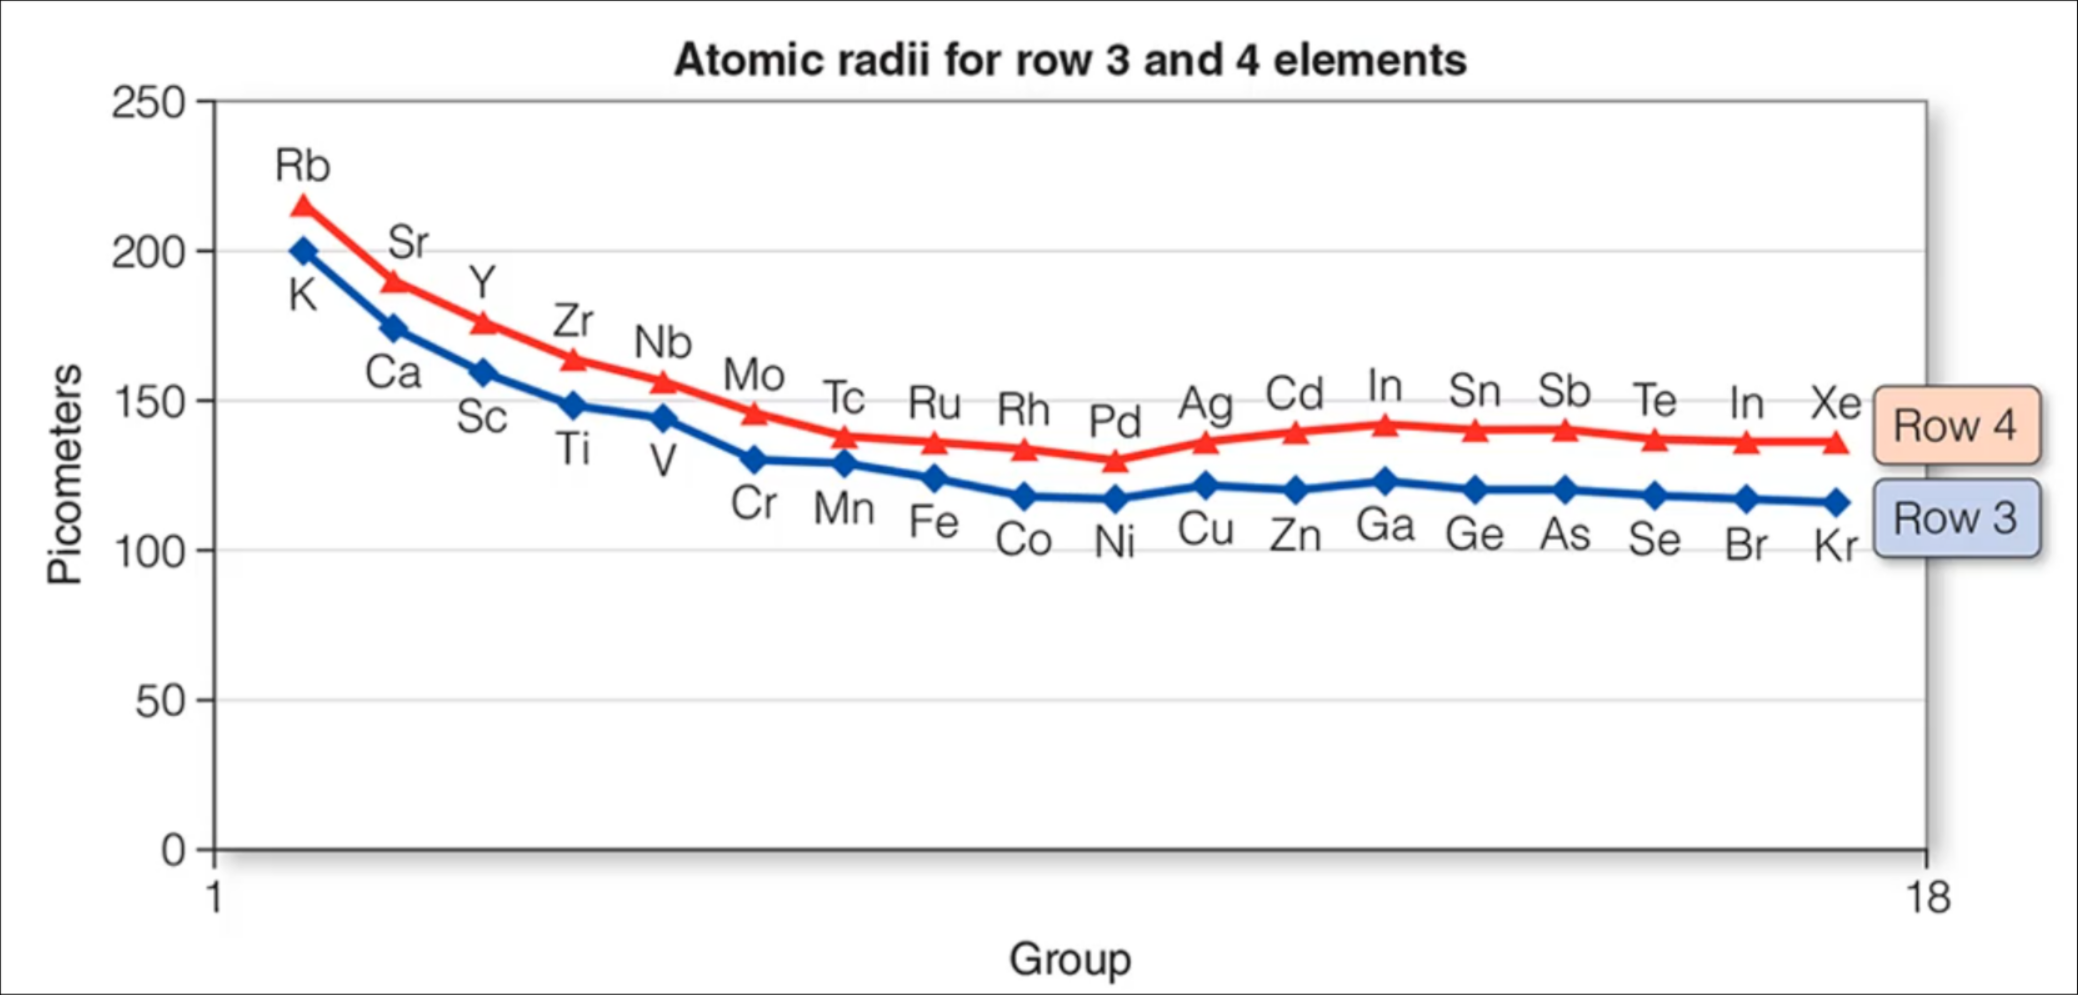 Atomic radii for row 3 and 4 elements
250
200
150
100
50
0
Picometers
Rb
Sr
Y
Zr
Nb
Mo
Tc
Ru
Rh
Pd
Ag
Cd
In
Sn
Sb
Te
In
Xe
Row 4
K
Ca
Sc
Ti
V
Cr
Mn
Fe
Co
Ni
Cu
Zn
Ga
Ge
As
Se
Br
Kr
Row 3
1
18
Group